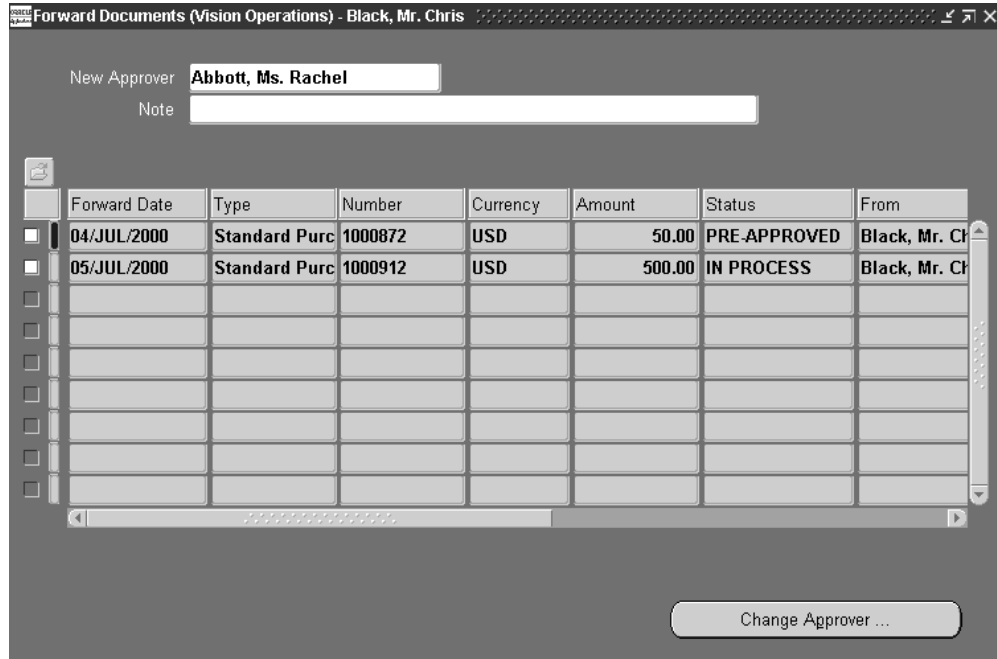 Forward Documents (Vision Operations) - Black, Mr. Chris
New Approver Abbott, Ms. Rachel
Note
Forward Date Type Number Currency Amount Status From
04/JUL/2000 Standard Purc 1000872 USD 50.00 PRE-APPROVED Black, Mr. Ch
05/JUL/2000 Standard Purc 1000912 USD 500.00 IN PROCESS Black, Mr. Ch
Change Approver ...